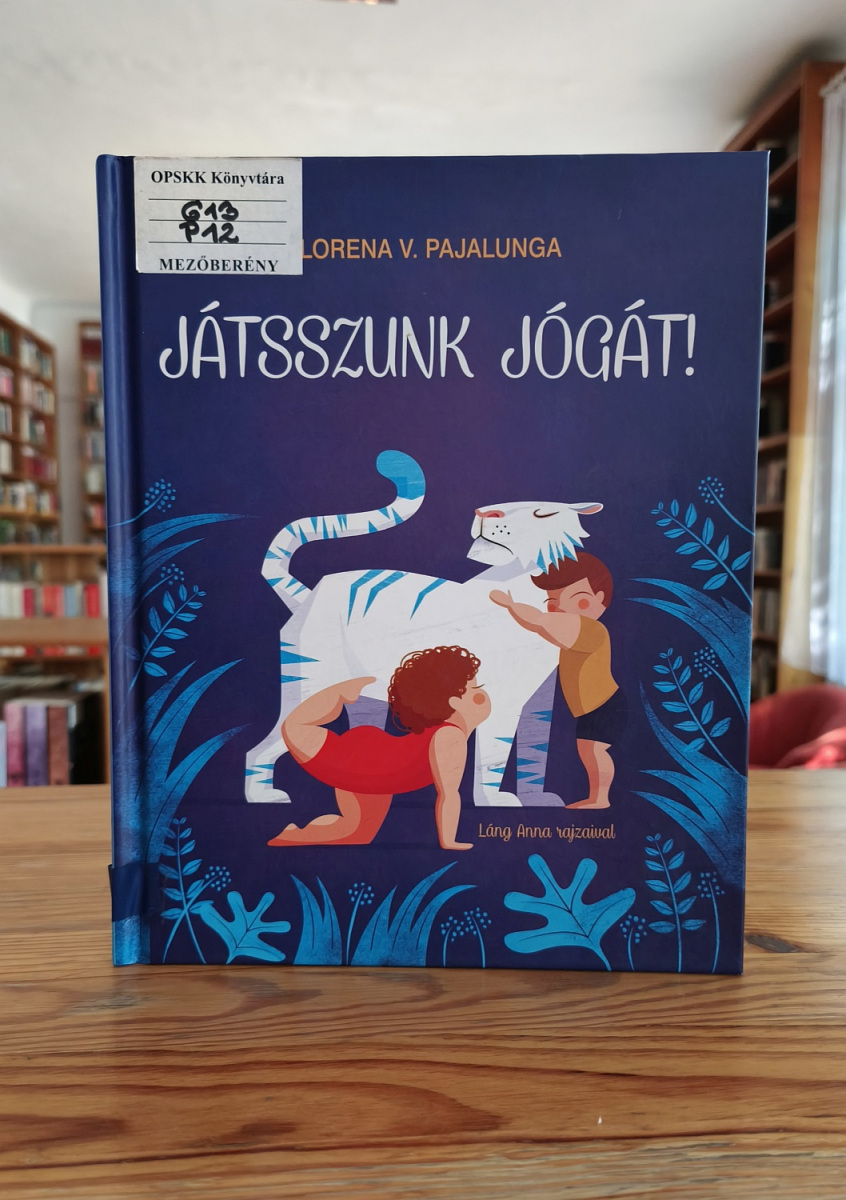 OPSKK Könyvtára
G13
P12
MEZŐBERÉNY
LORENA V. PAJALUNGA
JÁTSSZUNK JÓGÁT!
Láng Anna rajzaival